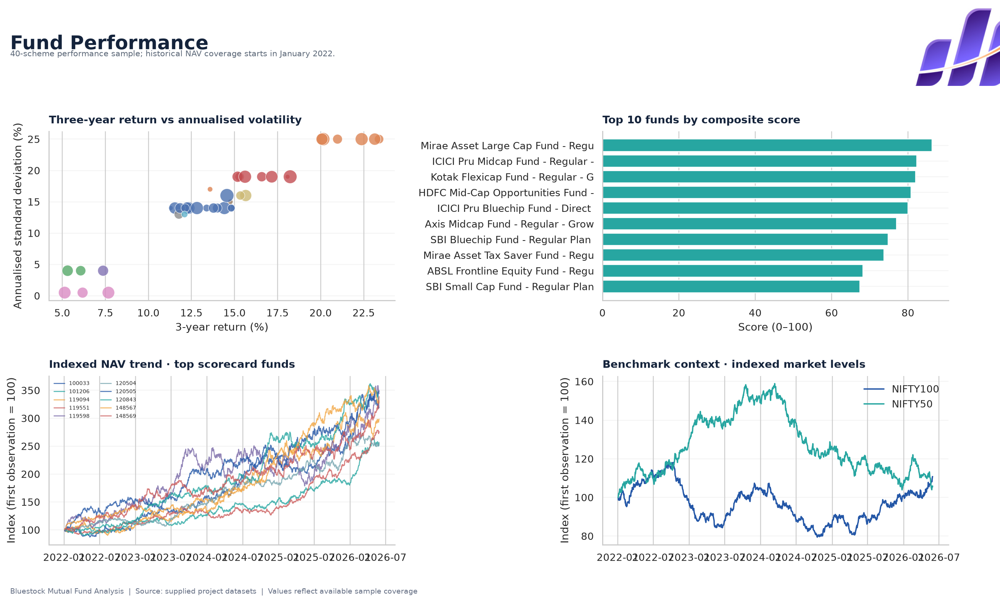 Fund Performance
40-scheme performance sample; historical NAV coverage starts in January 2022.
Three-year return vs annualised volatility
Annualised standard deviation (%)
25
20
15
10
5
0
5.0 7.5 10.0 12.5 15.0 17.5 20.0 22.5
3-year return (%)
Top 10 funds by composite score
Mirae Asset Large Cap Fund - Regu
ICICI Pru Midcap Fund - Regular -
Kotak Flexicap Fund - Regular - G
HDFC Mid-Cap Opportunities Fund -
ICICI Pru Bluechip Fund - Direct
Axis Midcap Fund - Regular - Grow
SBI Bluechip Fund - Regular Plan
Mirae Asset Tax Saver Fund - Regu
ABSL Frontline Equity Fund - Regu
SBI Small Cap Fund - Regular Plan
0 20 40 60 80
Score (0–100)
Indexed NAV trend · top scorecard funds
Index (first observation = 100)
350
300
250
200
150
100
100033 120504
101206 120505
119094 120843
119551 148567
119598 148569
2022-01 2022-07 2023-01 2023-07 2024-01 2024-07 2025-01 2025-07 2026-01 2026-07
Benchmark context · indexed market levels
Index (first observation = 100)
160
140
120
100
80
NIFTY100
NIFTY50
2022-01 2022-07 2023-01 2023-07 2024-01 2024-07 2025-01 2025-07 2026-01 2026-07
Bluestock Mutual Fund Analysis | Source: supplied project datasets | Values reflect available sample coverage